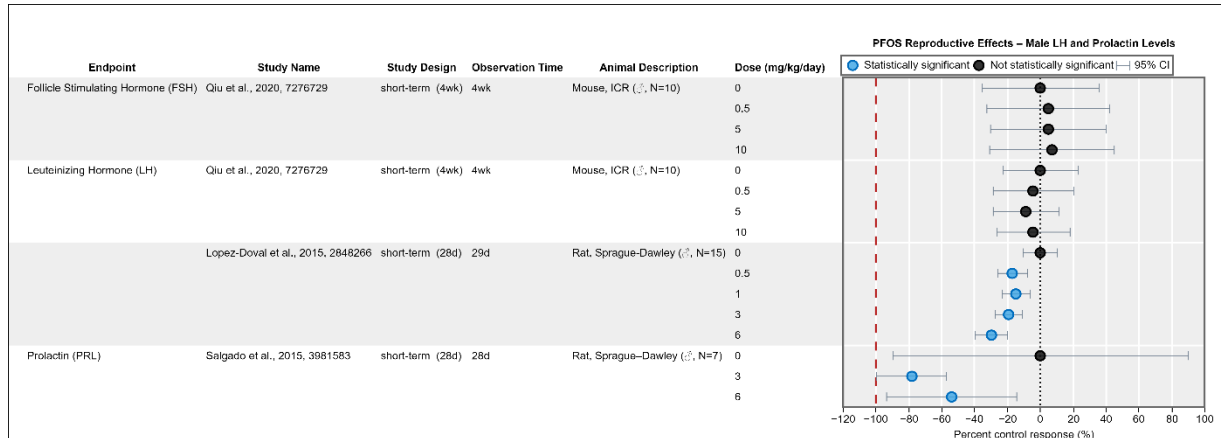 PFOS Reproductive Effects – Male LH and Prolactin Levels
Endpoint Study Name Study Design Observation Time Animal Description Dose (mg/kg/day) Statistically significant Not statistically significant 95% CI
Follicle Stimulating Hormone (FSH) Qiu et al., 2020, 7276729 short-term (4wk) 4wk Mouse, ICR (♂, N=10) 0
0.5
5
10
Leuteinizing Hormone (LH) Qiu et al., 2020, 7276729 short-term (4wk) 4wk Mouse, ICR (♂, N=10) 0
0.5
5
10
Lopez-Doval et al., 2015, 2848266 short-term (28d) 29d Rat, Sprague-Dawley (♂, N=15) 0
0.5
1
3
6
Prolactin (PRL) Salgado et al., 2015, 3981583 short-term (28d) 28d Rat, Sprague–Dawley (♂, N=7) 0
3
6
−120 −100 −80 −60 −40 −20 0 20 40 60 80 100
Percent control response (%)